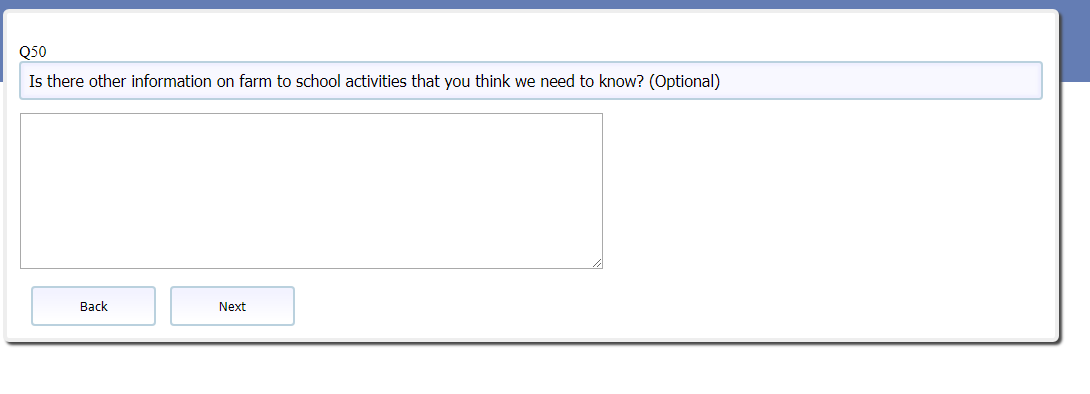 Q50
Is there other information on farm to school activities that you think we need to know? (Optional)
Back
Next